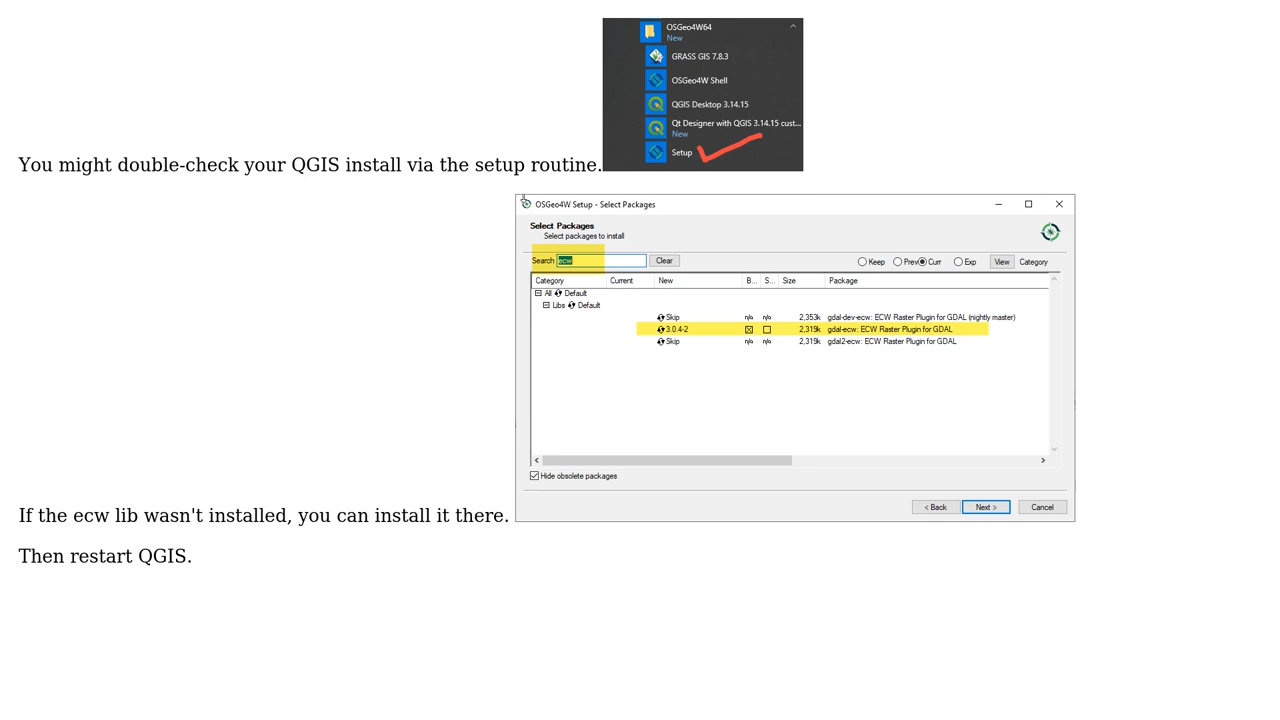 OSGeo4W64
New
GRASS GIS 7.8.3
OSGeo4W Shell
QGIS Desktop 3.14.15
Qt Designer with QGIS 3.14.15 cust...
New
Setup
You might double-check your QGIS install via the setup routine.
OSGeo4W Setup - Select Packages
Select Packages
Select packages to install
Search ecw Clear Keep Prev Curr Exp View Category
Category Current New B... S... Size Package
All Default
Libs Default
Skip n/a n/a 2,353k gdal-dev-ecw: ECW Raster Plugin for GDAL (nightly master)
3.0.4-2 2,319k gdal-ecw: ECW Raster Plugin for GDAL
Skip n/a n/a 2,319k gdal2-ecw: ECW Raster Plugin for GDAL
Hide obsolete packages
< Back Next > Cancel
If the ecw lib wasn't installed, you can install it there.
Then restart QGIS.